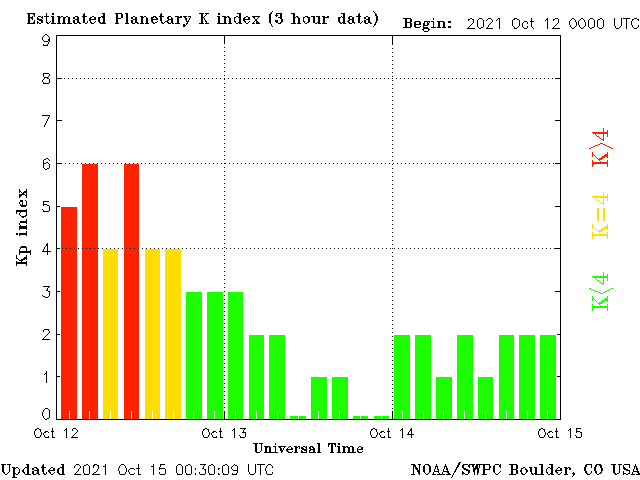 Estimated Planetary K index (3 hour data)
Begin: 2021 Oct 12 0000 UTC
9
8
7
6
5
4
3
2
1
0
Kp index
K>4
K=4
K<4
Oct 12
Oct 13
Oct 14
Oct 15
Universal Time
Updated 2021 Oct 15 00:30:09 UTC
NOAA/SWPC Boulder, CO USA